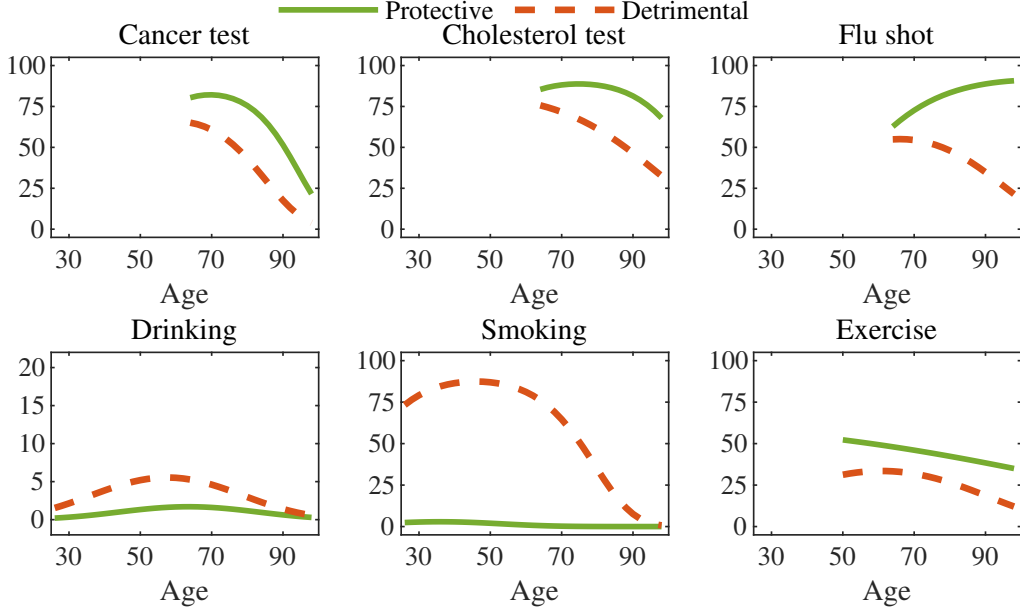 Protective Detrimental
Cancer test Cholesterol test Flu shot
100 100 100
75 75 75
50 50 50
25 25 25
0 0 0
30 50 70 90 30 50 70 90 30 50 70 90
Age Age Age
Drinking Smoking Exercise
20 100 100
15 75 75
10 50 50
5 25 25
0 0 0
30 50 70 90 30 50 70 90 30 50 70 90
Age Age Age